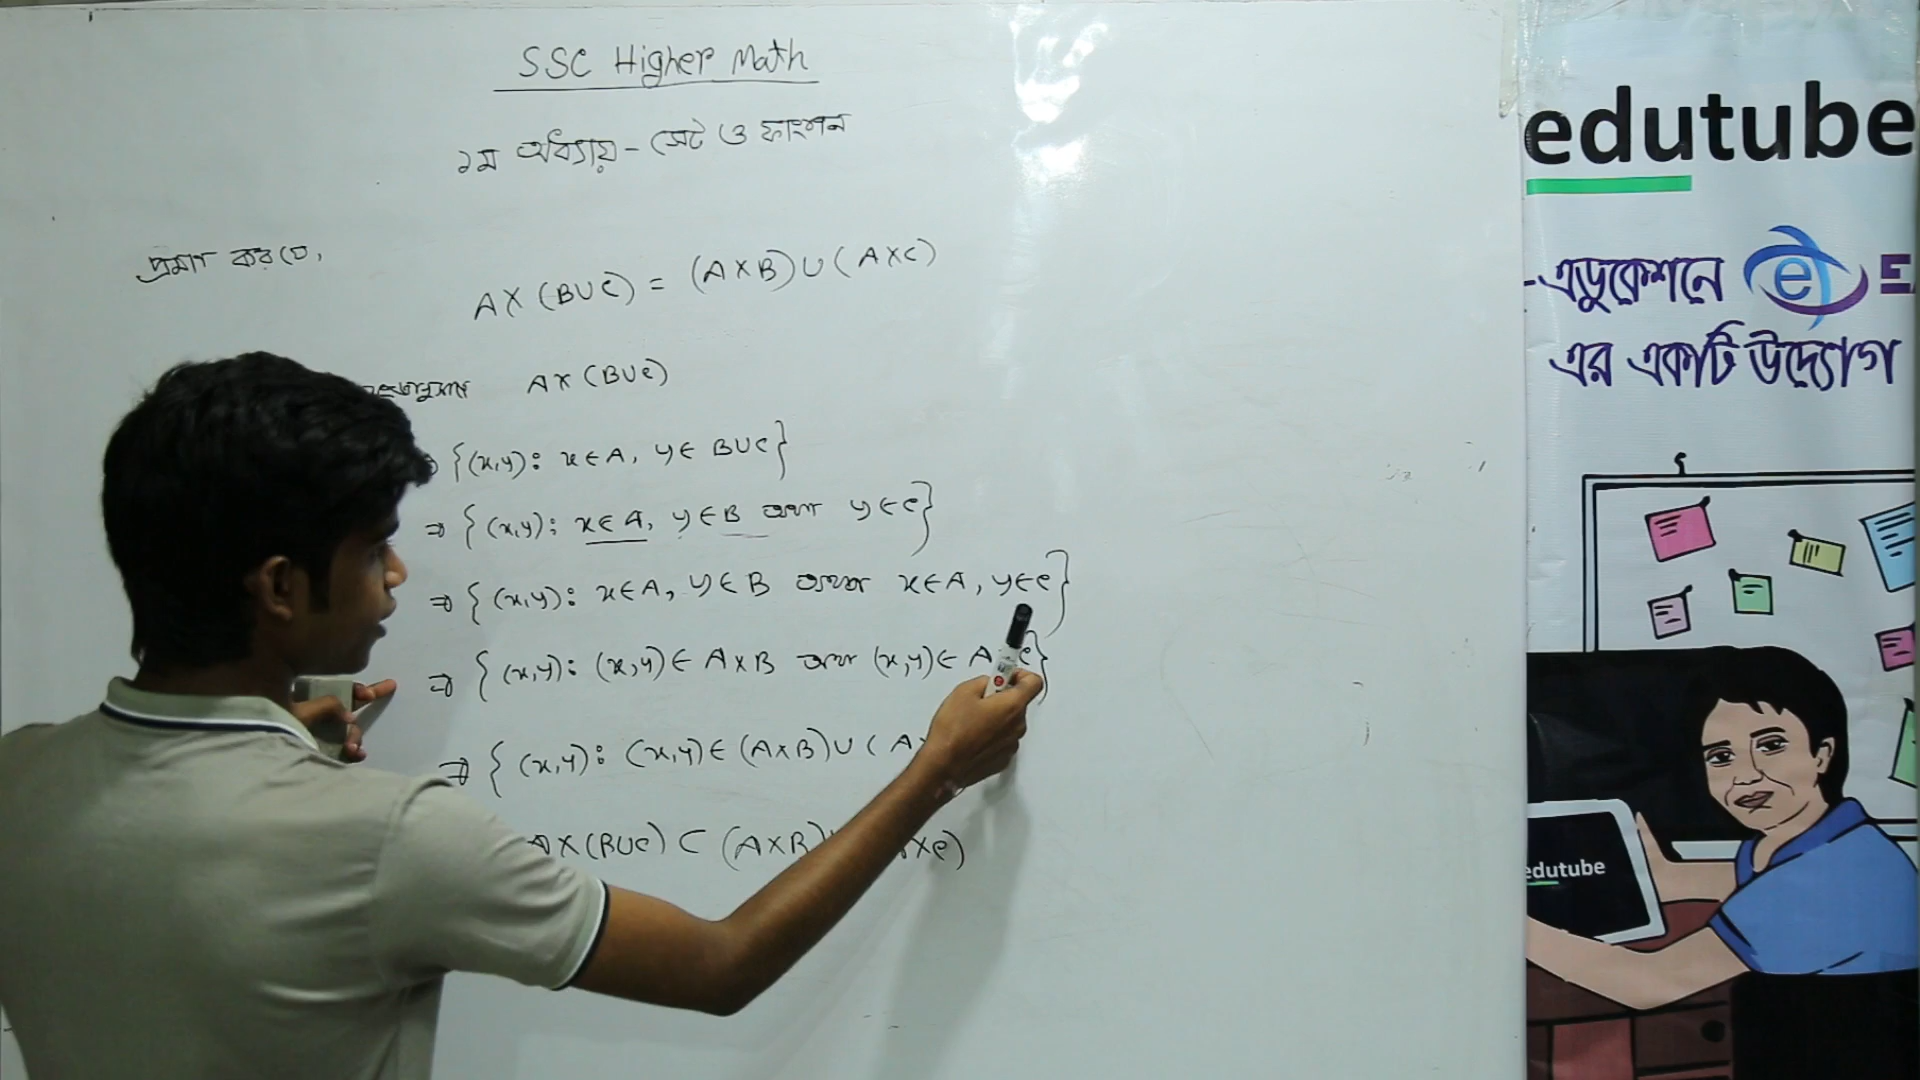 SSC Higher Math
১ম অধ্যায় - সেট ও ফাংশন
প্রমাণ কর যে,
A X (B∪C) = (A X B) ∪ (A X C)
A X (B∪C)
⇒ {(x,y): x ∈ A, y ∈ B∪C}
⇒ {(x,y): x ∈ A, y ∈ B অথবা y ∈ C}
⇒ {(x,y): x ∈ A, y ∈ B অথবা x ∈ A, y ∈ C}
⇒ {(x,y): (x,y) ∈ A X B অথবা (x,y) ∈ A C}
⇒ {(x,y): (x,y) ∈ (A X B) ∪ ( A
A X (B∪C) ⊂ (A X B) X C)
edutube
-এডুকেশনে e E
এর একটি উদ্যোগ
edutube